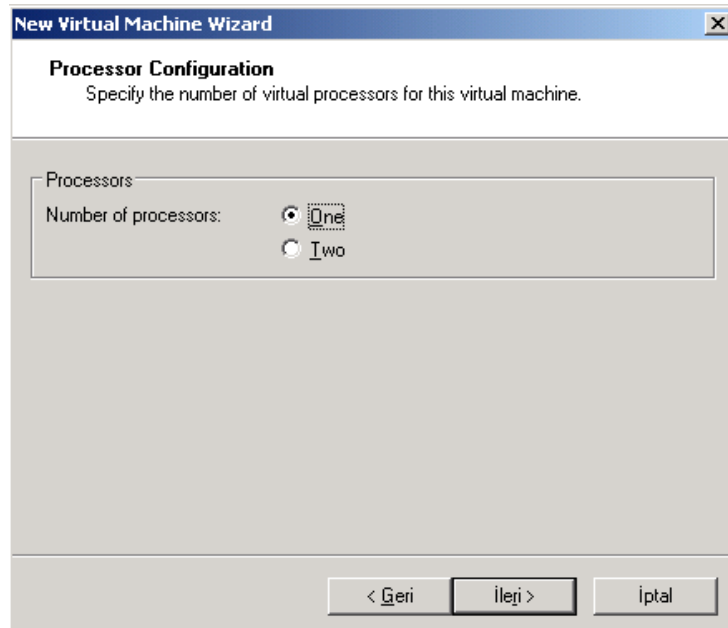 New Virtual Machine Wizard
Processor Configuration
Specify the number of virtual processors for this virtual machine.
Processors
Number of processors:
One
Two
< Geri
İleri >
İptal